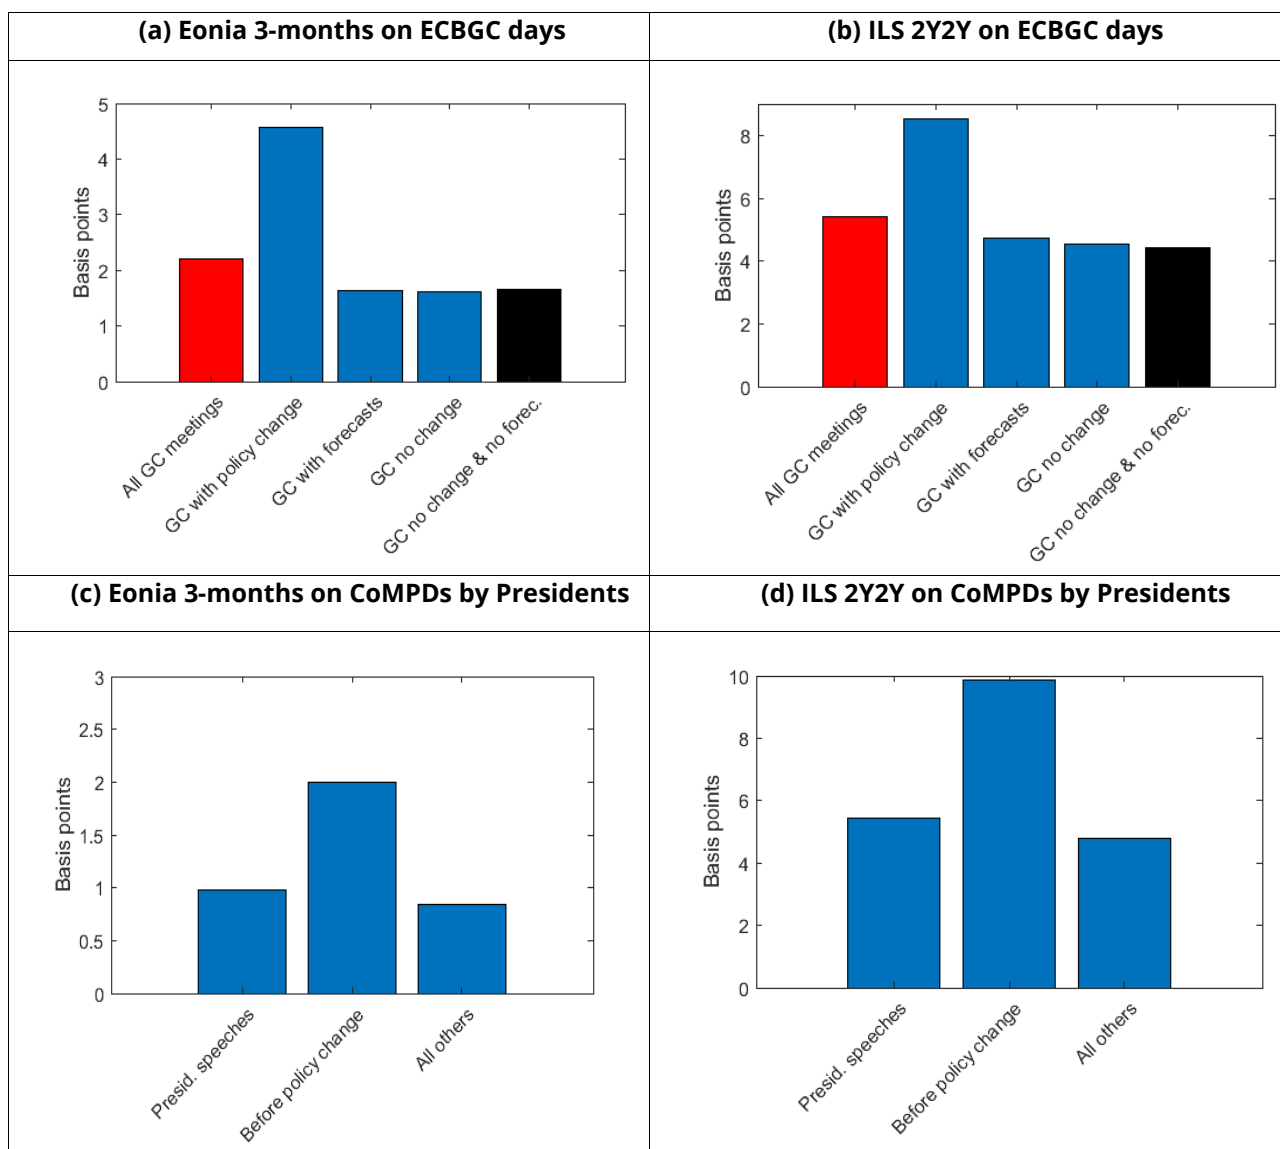 (a) Eonia 3-months on ECBGC days
(b) ILS 2Y2Y on ECBGC days
5
4
3
2
1
0
Basis points
All GC meetings
GC with policy change
GC with forecasts
GC no change
GC no change & no forec.
8
6
4
2
0
Basis points
All GC meetings
GC with policy change
GC with forecasts
GC no change
GC no change & no forec.
(c) Eonia 3-months on CoMPDs by Presidents
(d) ILS 2Y2Y on CoMPDs by Presidents
3
2.5
2
1.5
1
0.5
0
Basis points
Presid. speeches
Before policy change
All others
10
8
6
4
2
0
Basis points
Presid. speeches
Before policy change
All others